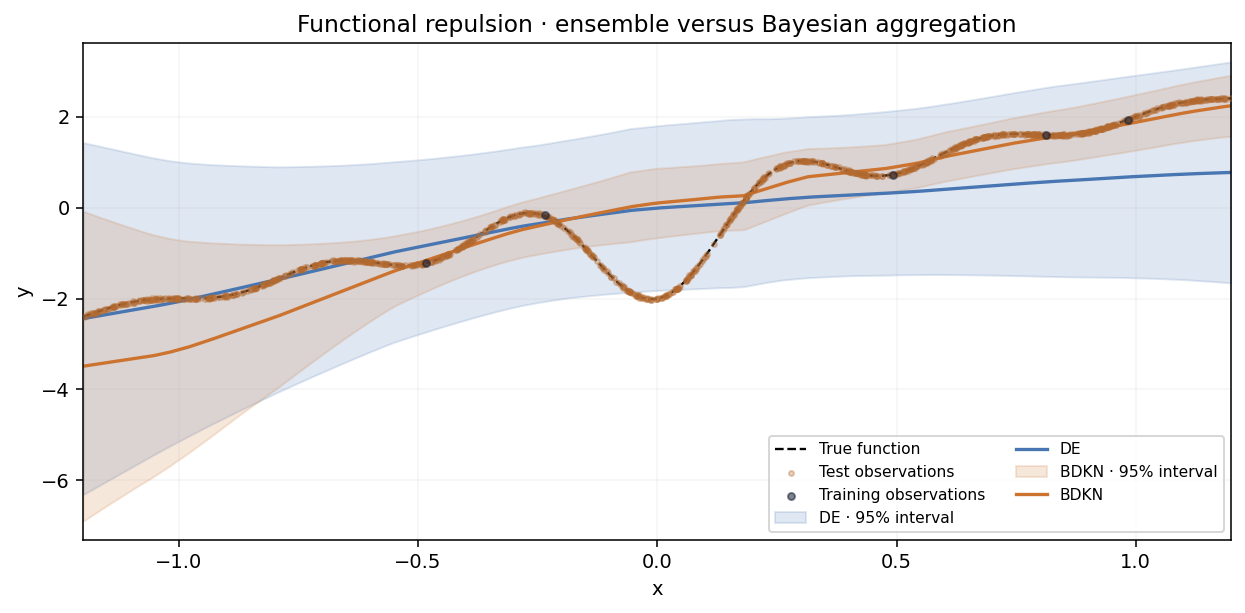 Functional repulsion · ensemble versus Bayesian aggregation
y
2
0
−2
−4
−6
−1.0
−0.5
0.0
0.5
1.0
x
True function
Test observations
Training observations
DE · 95% interval
DE
BDKN · 95% interval
BDKN